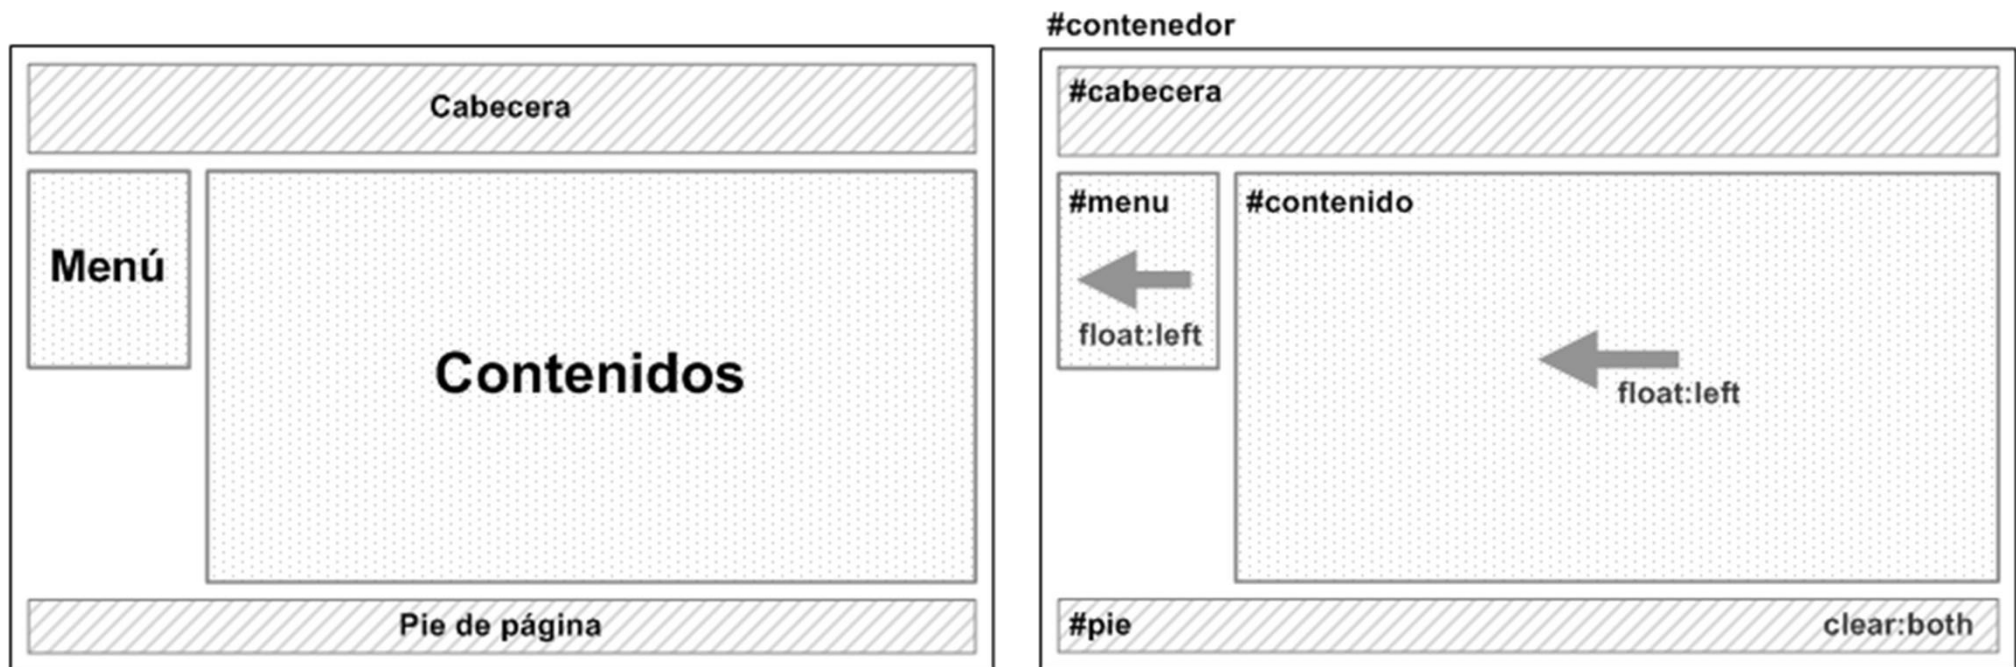 Cabecera
Menú
Contenidos
Pie de página
#contenedor
#cabecera
#menu
float:left
#contenido
float:left
#pie
clear:both